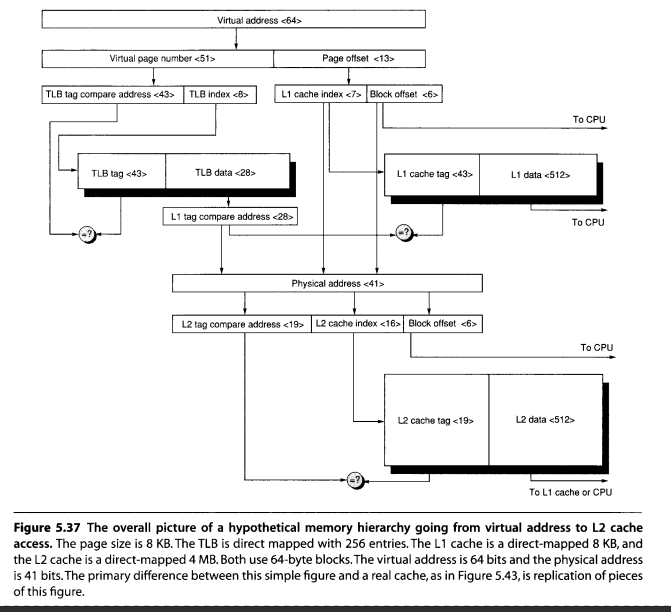 Virtual address <64>
Virtual page number <51> Page offset <13>
TLB tag compare address <43> TLB index <8> L1 cache index <7> Block offset <6>
To CPU
TLB tag <43> TLB data <28> L1 cache tag <43> L1 data <512>
L1 tag compare address <28> To CPU
=? =?
Physical address <41>
L2 tag compare address <19> L2 cache index <16> Block offset <6>
To CPU
L2 cache tag <19> L2 data <512>
=?
To L1 cache or CPU
Figure 5.37 The overall picture of a hypothetical memory hierarchy going from virtual address to L2 cache
access. The page size is 8 KB. The TLB is direct mapped with 256 entries. The L1 cache is a direct-mapped 8 KB, and
the L2 cache is a direct-mapped 4 MB. Both use 64-byte blocks. The virtual address is 64 bits and the physical address
is 41 bits. The primary difference between this simple figure and a real cache, as in Figure 5.43, is replication of pieces
of this figure.